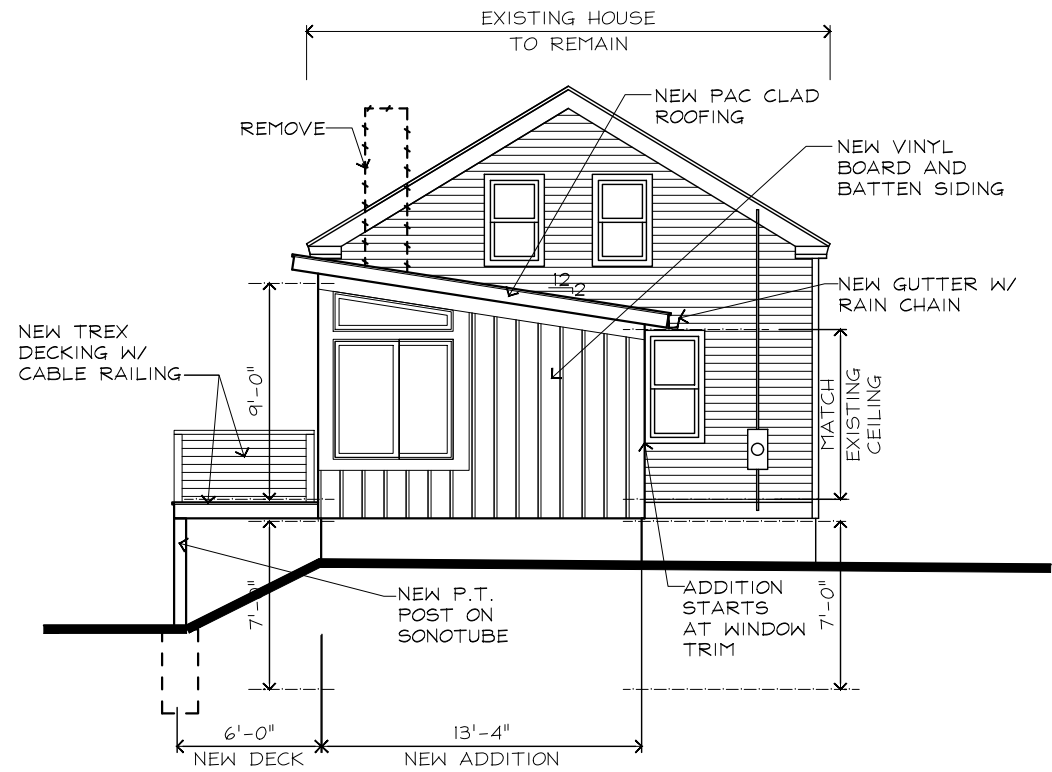 EXISTING HOUSE
TO REMAIN
NEW PAC CLAD
ROOFING
REMOVE
NEW VINYL
BOARD AND
BATTEN SIDING
12
2
NEW GUTTER W/
RAIN CHAIN
NEW TREX
DECKING W/
CABLE RAILING
9'-0"
MATCH
EXISTING
CEILING
NEW P.T.
POST ON
SONOTUBE
7'-0"
ADDITION
STARTS
AT WINDOW
TRIM
7'-0"
6'-0"
NEW DECK
13'-4"
NEW ADDITION